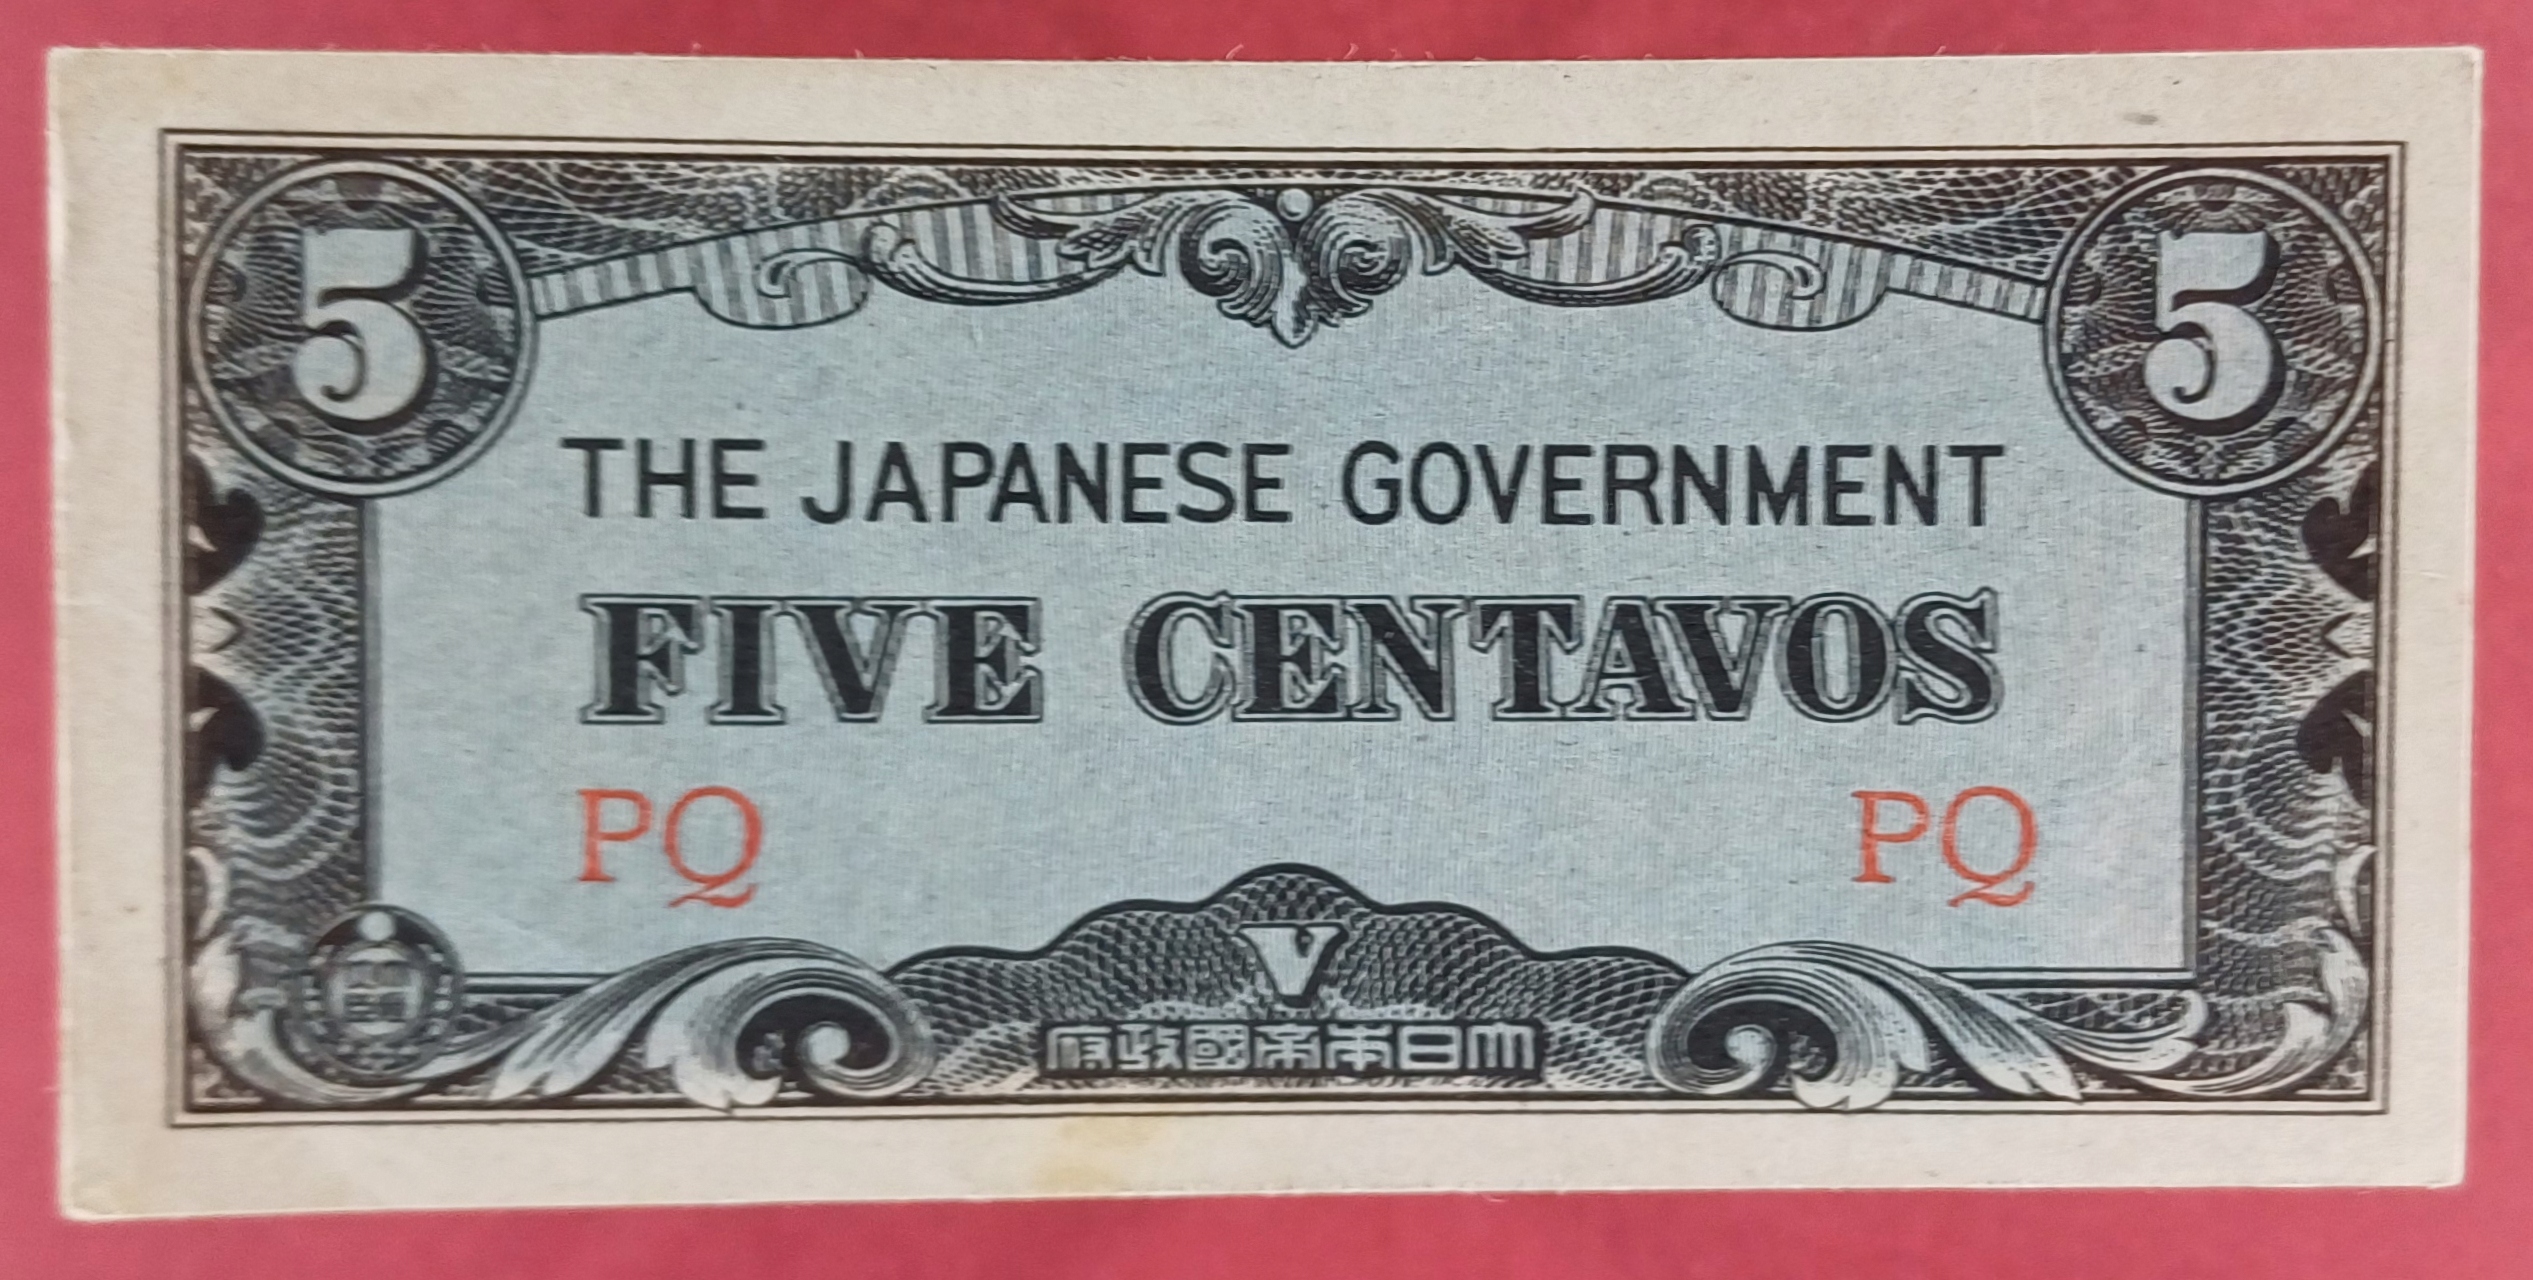 5 5
THE JAPANESE GOVERNMENT
FIVE CENTAVOS
PQ PQ
V
府政國帝本日大